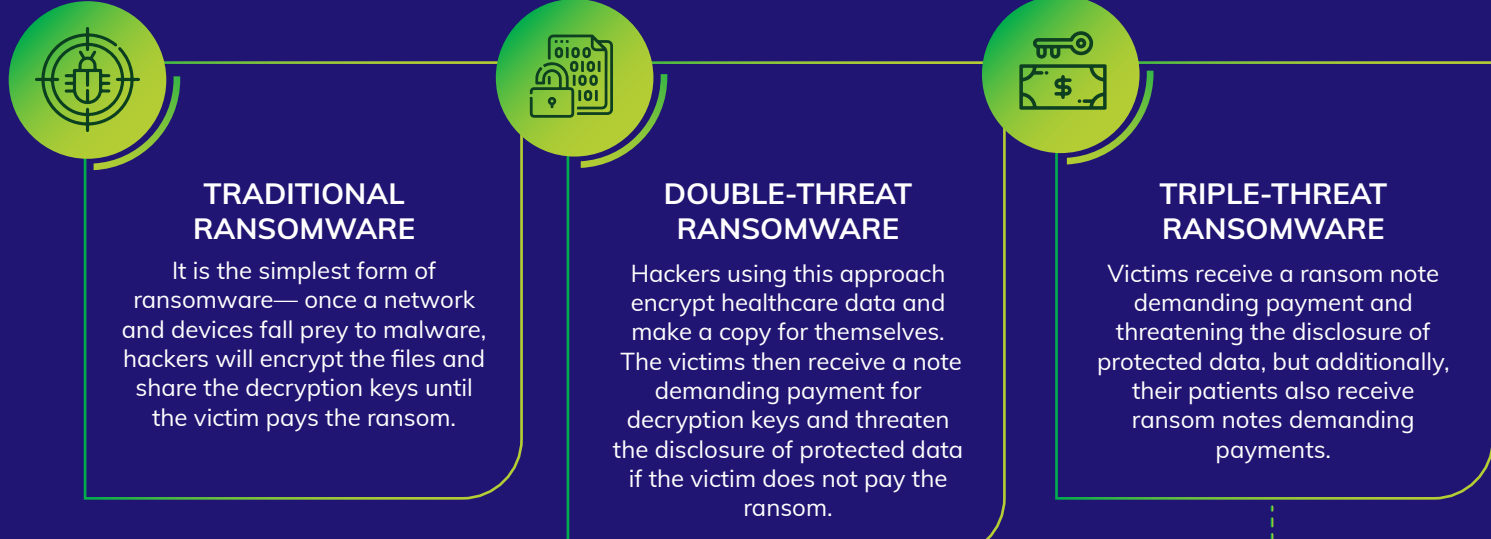 0100
0101
100
101
$
TRADITIONAL
RANSOMWARE
It is the simplest form of
ransomware— once a network
and devices fall prey to malware,
hackers will encrypt the files and
share the decryption keys until
the victim pays the ransom.
DOUBLE-THREAT
RANSOMWARE
Hackers using this approach
encrypt healthcare data and
make a copy for themselves.
The victims then receive a note
demanding payment for
decryption keys and threaten
the disclosure of protected data
if the victim does not pay the
ransom.
TRIPLE-THREAT
RANSOMWARE
Victims receive a ransom note
demanding payment and
threatening the disclosure of
protected data, but additionally,
their patients also receive
ransom notes demanding
payments.